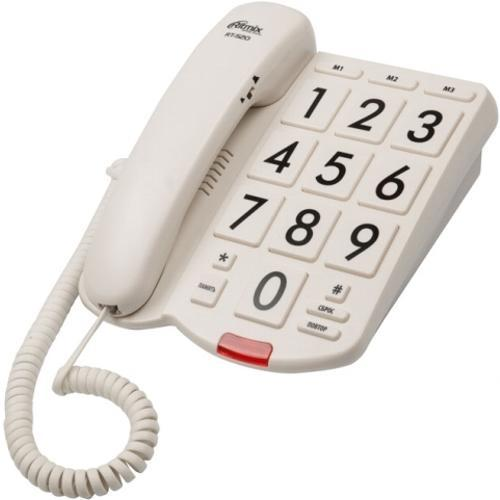 Ritmix
RT-520
M1 M2 M3
1 2 3
4 5 6
7 8 9
* 0 #
ПАМЯТЬ
СБРОС
ПОВТОР